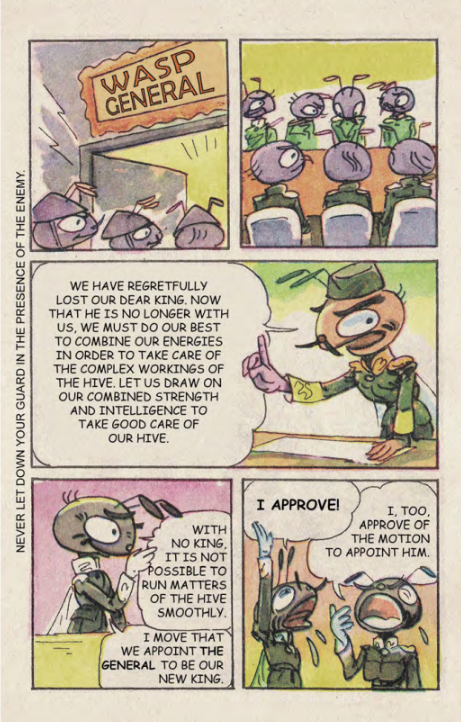 WASP
GENERAL
WE HAVE REGRETFULLY
LOST OUR DEAR KING. NOW
THAT HE IS NO LONGER WITH
US, WE MUST DO OUR BEST
TO COMBINE OUR ENERGIES
IN ORDER TO TAKE CARE OF
THE COMPLEX WORKINGS OF
THE HIVE. LET US DRAW ON
OUR COMBINED STRENGTH
AND INTELLIGENCE TO
TAKE GOOD CARE OF
OUR HIVE.
WITH
NO KING,
IT IS NOT
POSSIBLE TO
RUN MATTERS
OF THE HIVE
SMOOTHLY.
I MOVE THAT
WE APPOINT THE
GENERAL TO BE OUR
NEW KING.
I APPROVE!
I, TOO,
APPROVE OF
THE MOTION
TO APPOINT HIM.
NEVER LET DOWN YOUR GUARD IN THE PRESENCE OF THE ENEMY.